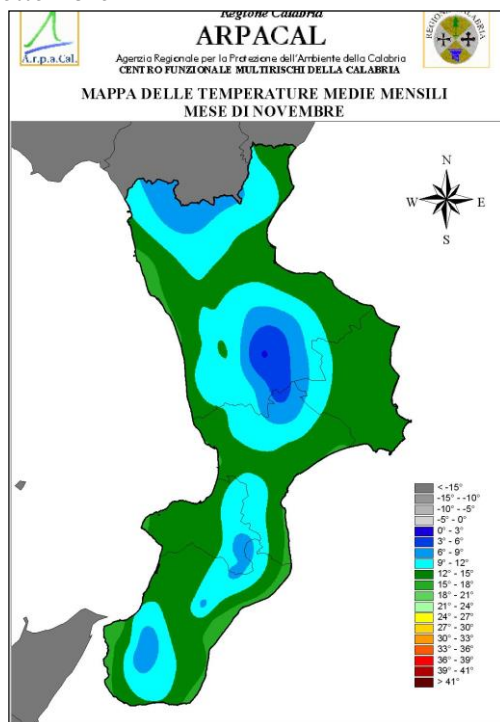 Regione Calabria
ARPACAL
Agenzia Regionale per la Protezione dell'Ambiente della Calabria
CENTRO FUNZIONALE MULTIRISCHI DELLA CALABRIA
A.r.p.a.Cal.
REGIONE CALABRIA
MAPPA DELLE TEMPERATURE MEDIE MENSILI
MESE DI NOVEMBRE
N
W E
S
< -15°
-15° - -10°
-10° - -5°
-5° - 0°
0° - 3°
3° - 6°
6° - 9°
9° - 12°
12° - 15°
15° - 18°
18° - 21°
21° - 24°
24° - 27°
27° - 30°
30° - 33°
33° - 36°
36° - 39°
39° - 41°
> 41°